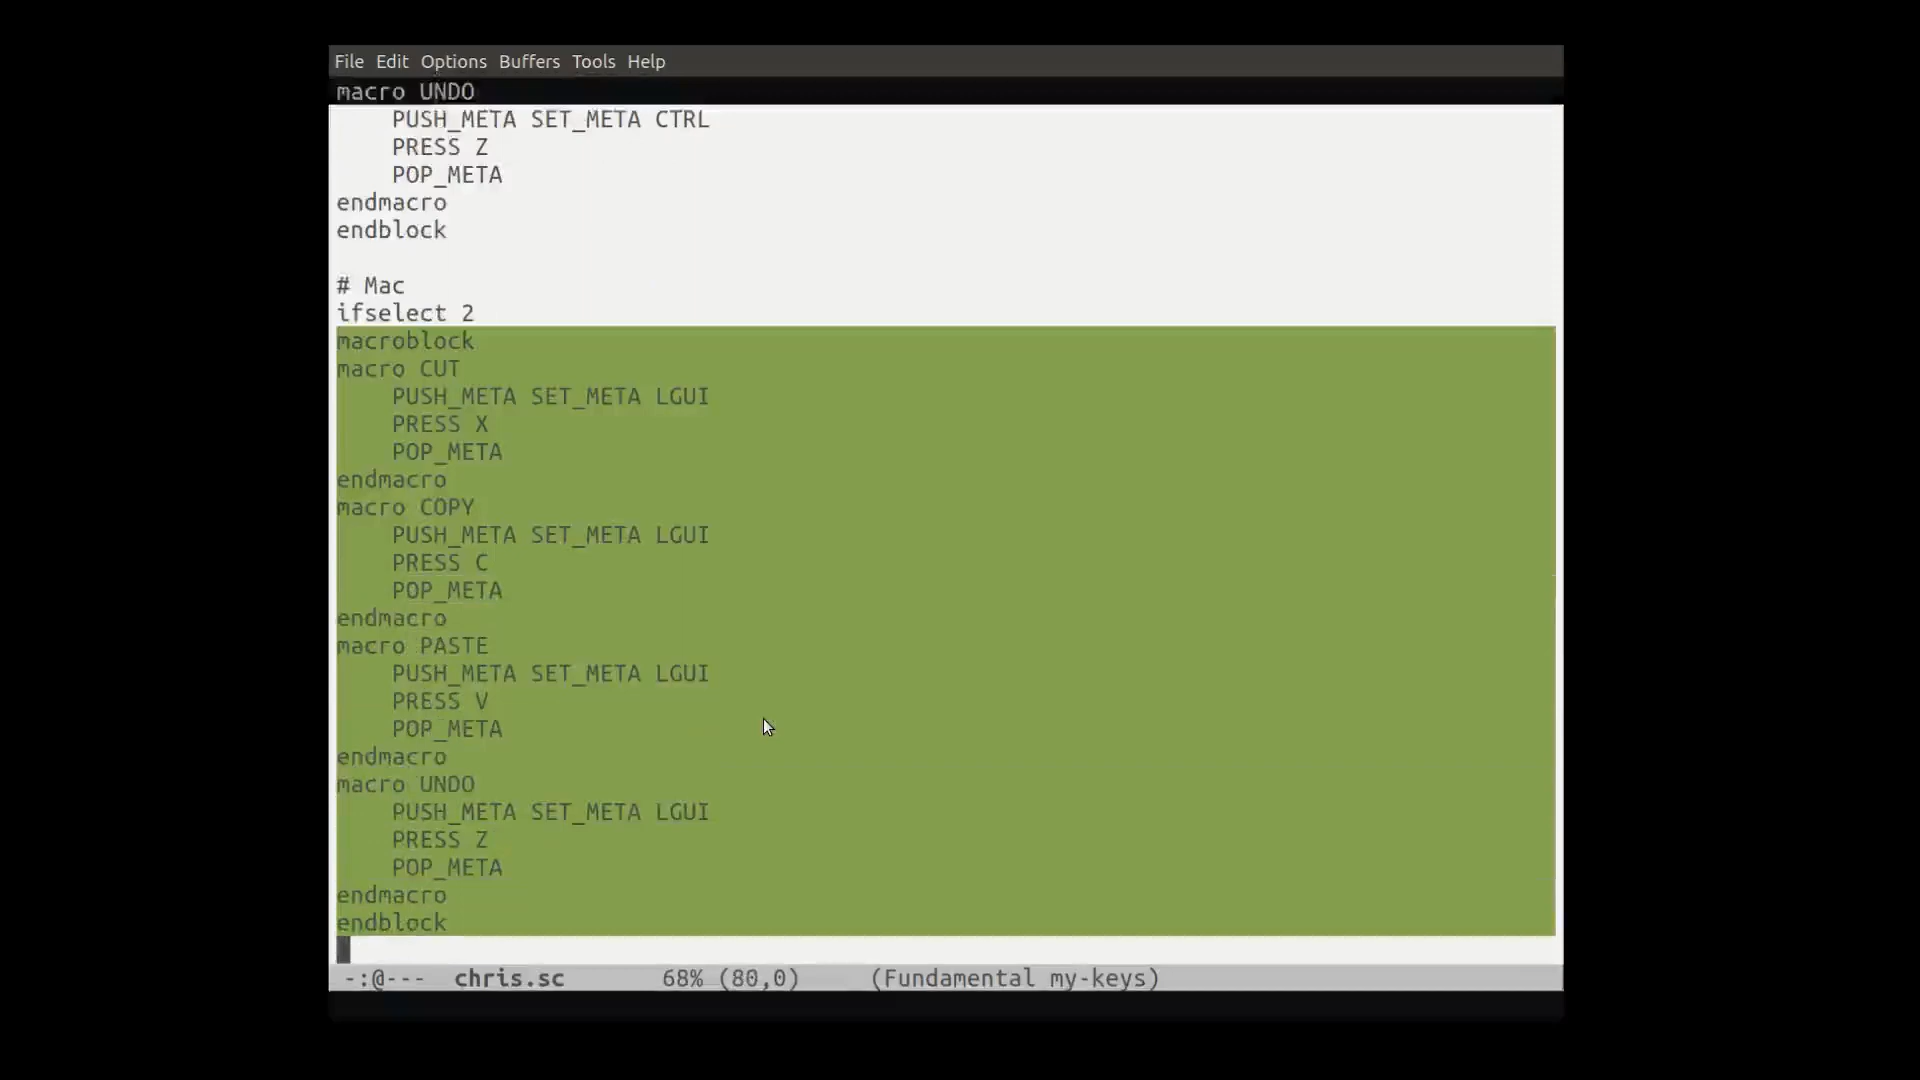 File Edit Options Buffers Tools Help
macro UNDO
    PUSH_META SET_META CTRL
    PRESS Z
    POP_META
endmacro
endblock

# Mac
ifselect 2
macroblock
macro CUT
    PUSH_META SET_META LGUI
    PRESS X
    POP_META
endmacro
macro COPY
    PUSH_META SET_META LGUI
    PRESS C
    POP_META
endmacro
macro PASTE
    PUSH_META SET_META LGUI
    PRESS V
    POP_META
endmacro
macro UNDO
    PUSH_META SET_META LGUI
    PRESS Z
    POP_META
endmacro
endblock
-:@--- chris.sc 68% (80,0) (Fundamental my-keys)